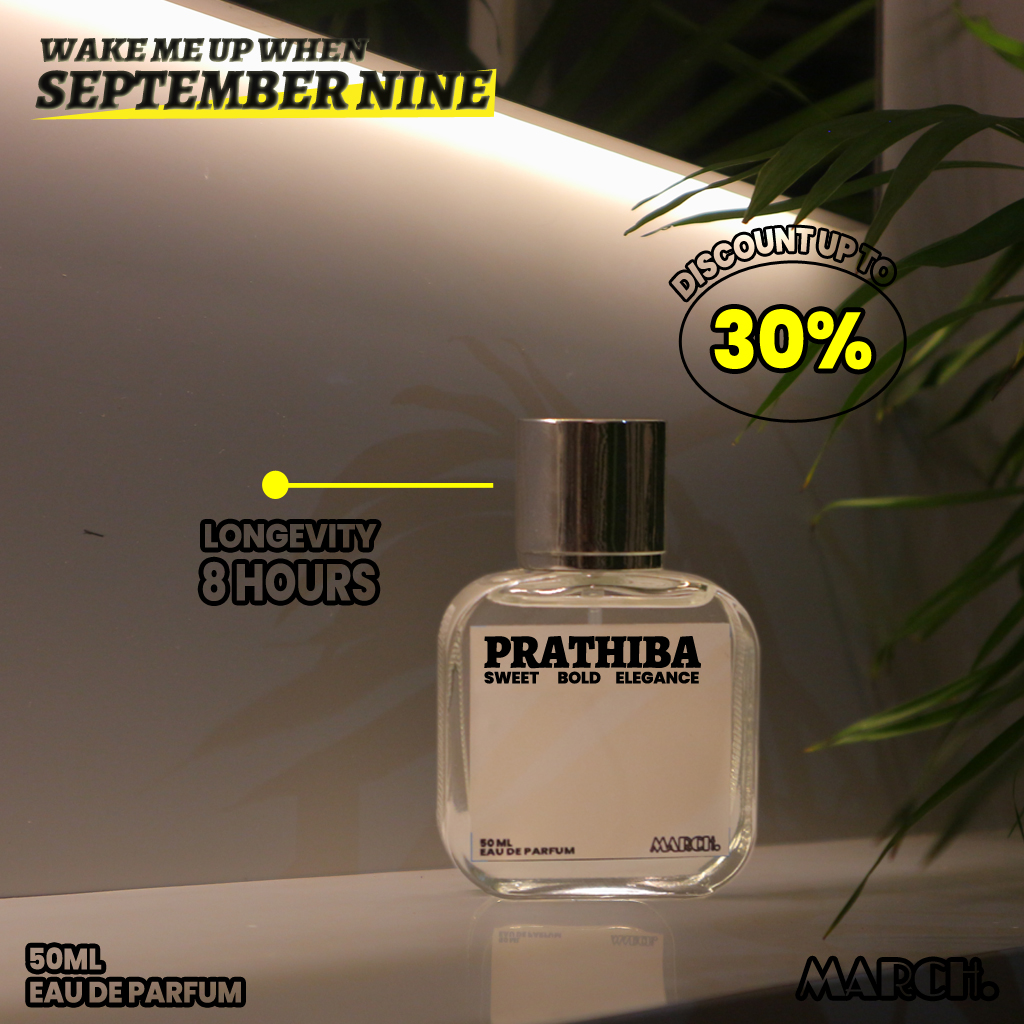 WAKE ME UP WHEN
SEPTEMBER NINE
DISCOUNT UP TO
30%
LONGEVITY
8 HOURS
PRATHIBA
SWEET BOLD ELEGANCE
50 ML
EAU DE PARFUM
MARCH.
50ML
EAU DE PARFUM
MARCH.